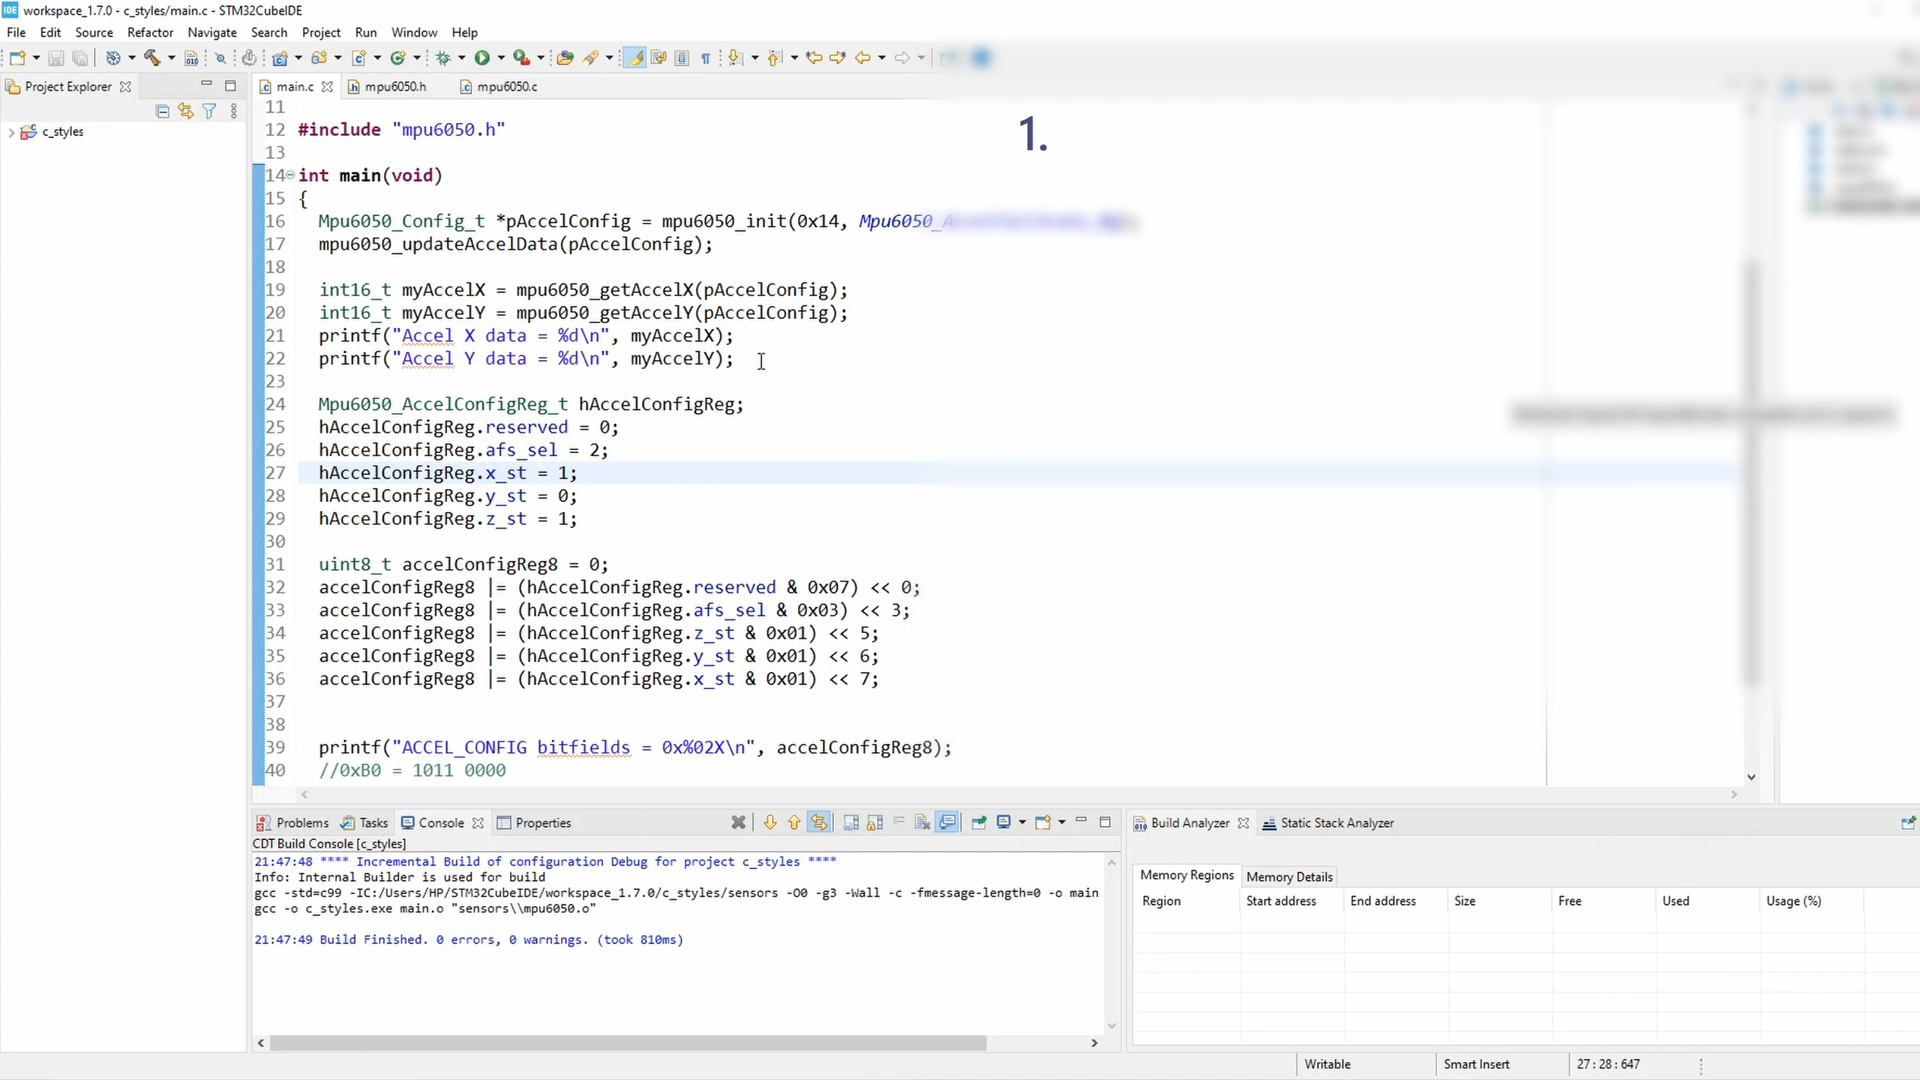 workspace_1.7.0 - c_styles/main.c - STM32CubeIDE
File Edit Source Refactor Navigate Search Project Run Window Help
Project Explorer
main.c mpu6050.h mpu6050.c
c_styles
1.
11
12 #include "mpu6050.h"
13
14 int main(void)
15 {
16 Mpu6050_Config_t *pAccelConfig = mpu6050_init(0x14,
17 mpu6050_updateAccelData(pAccelConfig);
18
19 int16_t myAccelX = mpu6050_getAccelX(pAccelConfig);
20 int16_t myAccelY = mpu6050_getAccelY(pAccelConfig);
21 printf("Accel X data = %d\n", myAccelX);
22 printf("Accel Y data = %d\n", myAccelY);
23
24 Mpu6050_AccelConfigReg_t hAccelConfigReg;
25 hAccelConfigReg.reserved = 0;
26 hAccelConfigReg.afs_sel = 2;
27 hAccelConfigReg.x_st = 1;
28 hAccelConfigReg.y_st = 0;
29 hAccelConfigReg.z_st = 1;
30
31 uint8_t accelConfigReg8 = 0;
32 accelConfigReg8 |= (hAccelConfigReg.reserved & 0x07) << 0;
33 accelConfigReg8 |= (hAccelConfigReg.afs_sel & 0x03) << 3;
34 accelConfigReg8 |= (hAccelConfigReg.z_st & 0x01) << 5;
35 accelConfigReg8 |= (hAccelConfigReg.y_st & 0x01) << 6;
36 accelConfigReg8 |= (hAccelConfigReg.x_st & 0x01) << 7;
37
38
39 printf("ACCEL_CONFIG bitfields = 0x%02X\n", accelConfigReg8);
40 //0xB0 = 1011 0000
Problems Tasks Console Properties
CDT Build Console [c_styles]
21:47:48 **** Incremental Build of configuration Debug for project c_styles ****
Info: Internal Builder is used for build
gcc -std=c99 -IC:/Users/HP/STM32CubeIDE/workspace_1.7.0/c_styles/sensors -O0 -g3 -Wall -c -fmessage-length=0 -o main
gcc -o c_styles.exe main.o "sensors\\mpu6050.o"
21:47:49 Build Finished. 0 errors, 0 warnings. (took 810ms)
Build Analyzer Static Stack Analyzer
Memory Regions Memory Details
Region Start address End address Size Free Used Usage (%)
Writable Smart Insert 27 : 28 : 647